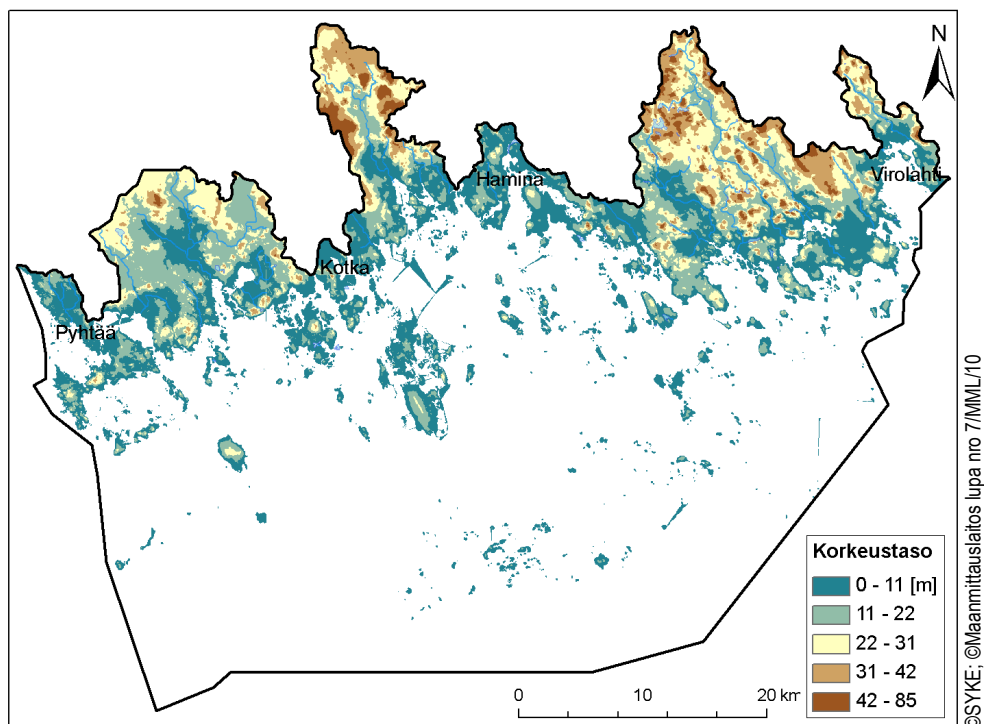 N
Virolahti
Hamina
Kotka
Pyhtää
Korkeustaso
0 - 11 [m]
11 - 22
22 - 31
31 - 42
42 - 85
0 10 20 km
©SYKE; ©Maanmittauslaitos lupa nro 7/MML/10